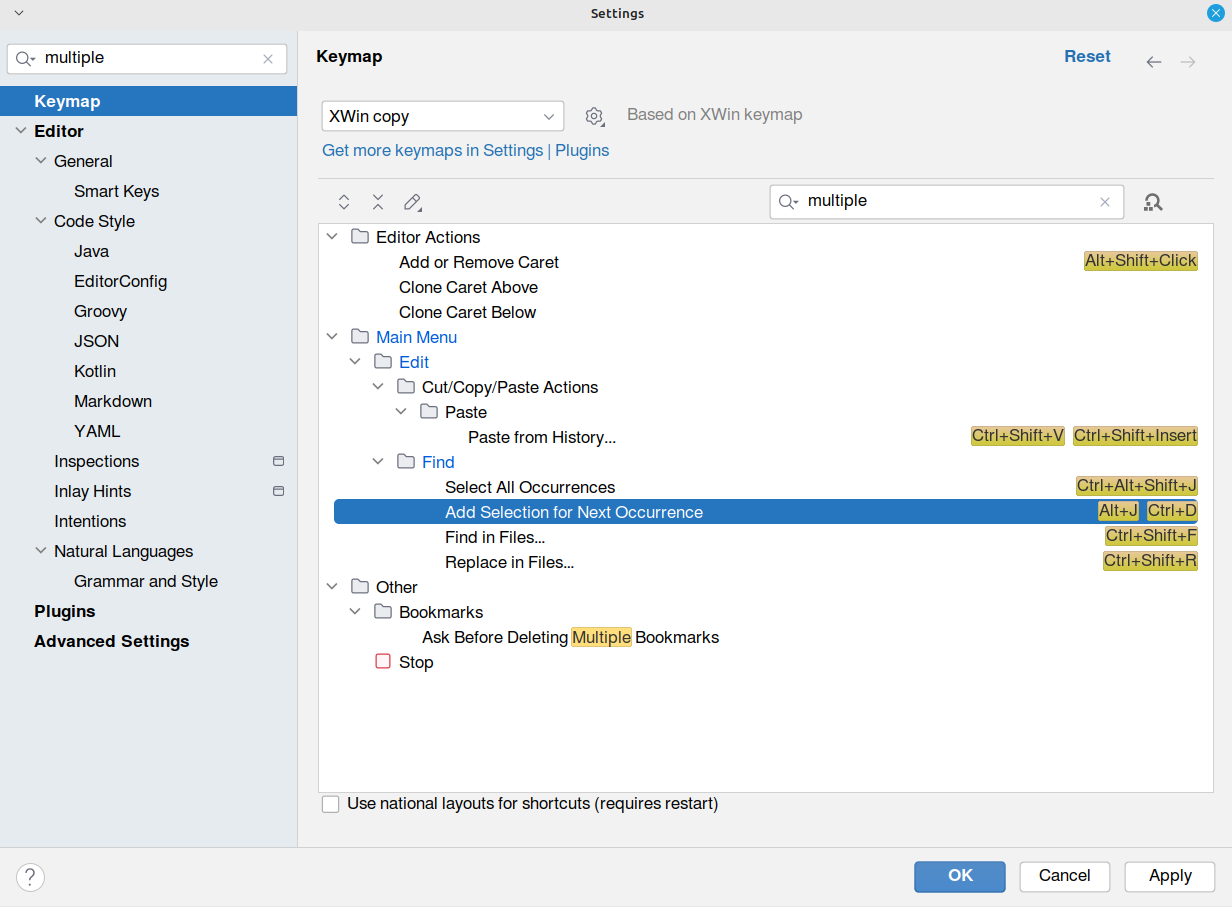 Settings
multiple
Keymap
Editor
General
Smart Keys
Code Style
Java
EditorConfig
Groovy
JSON
Kotlin
Markdown
YAML
Inspections
Inlay Hints
Intentions
Natural Languages
Grammar and Style
Plugins
Advanced Settings
?
Keymap
Reset
XWin copy
Based on XWin keymap
Get more keymaps in Settings | Plugins
multiple
Editor Actions
Add or Remove Caret Alt+Shift+Click
Clone Caret Above
Clone Caret Below
Main Menu
Edit
Cut/Copy/Paste Actions
Paste
Paste from History... Ctrl+Shift+V Ctrl+Shift+Insert
Find
Select All Occurrences Ctrl+Alt+Shift+J
Add Selection for Next Occurrence Alt+J Ctrl+D
Find in Files... Ctrl+Shift+F
Replace in Files... Ctrl+Shift+R
Other
Bookmarks
Ask Before Deleting Multiple Bookmarks
Stop
Use national layouts for shortcuts (requires restart)
OK Cancel Apply